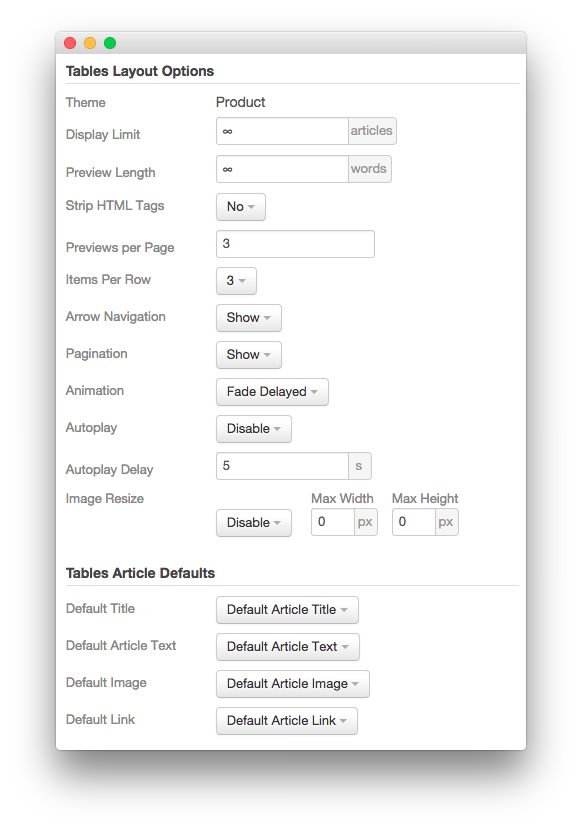 Tables Layout Options
Theme Product
Display Limit ∞ articles
Preview Length ∞ words
Strip HTML Tags No
Previews per Page 3
Items Per Row 3
Arrow Navigation Show
Pagination Show
Animation Fade Delayed
Autoplay Disable
Autoplay Delay 5 s
Image Resize Max Width Max Height
Disable 0 px 0 px
Tables Article Defaults
Default Title Default Article Title
Default Article Text Default Article Text
Default Image Default Article Image
Default Link Default Article Link